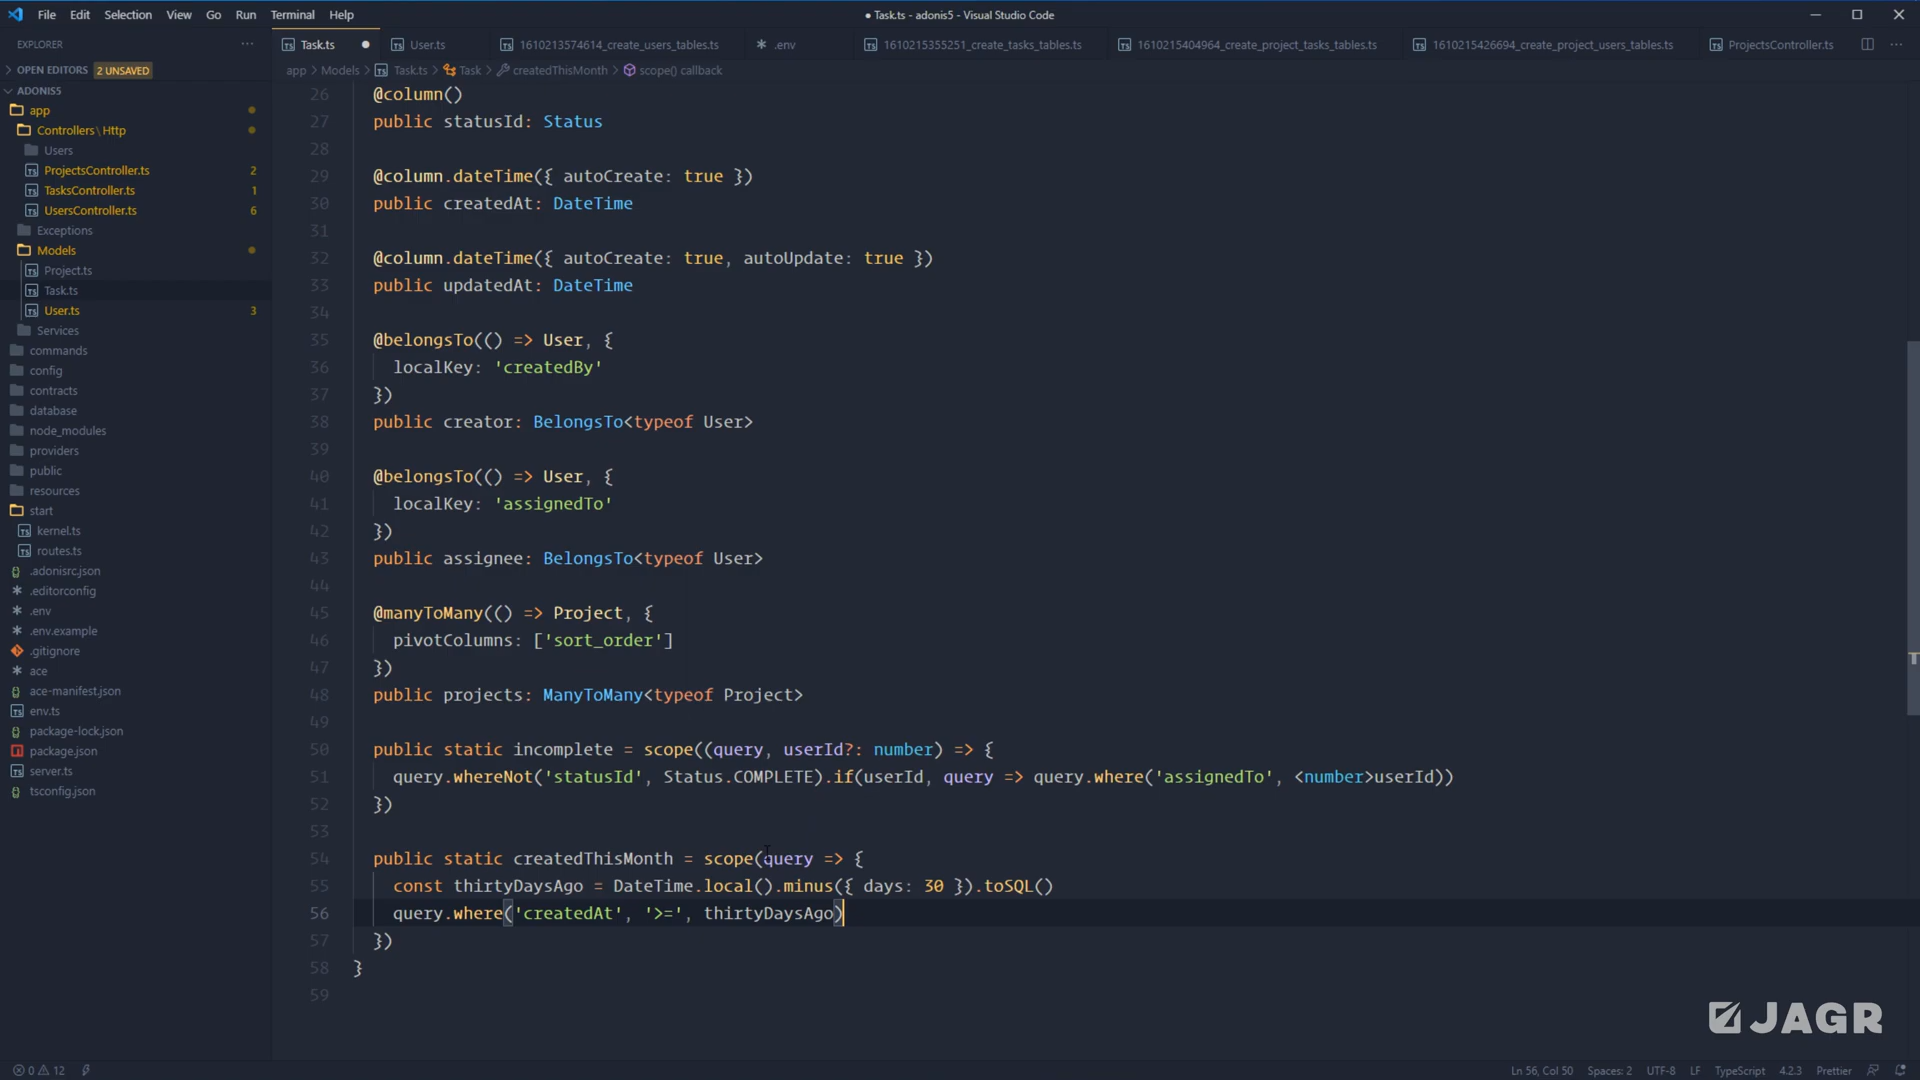 File Edit Selection View Go Run Terminal Help
● Task.ts - adonis5 - Visual Studio Code
EXPLORER
OPEN EDITORS 2 UNSAVED
ADONIS5
app
Controllers\Http
Users
ProjectsController.ts 2
TasksController.ts 1
UsersController.ts 6
Exceptions
Models
Project.ts
Task.ts
User.ts 3
Services
commands
config
contracts
database
node_modules
providers
public
resources
start
kernel.ts
routes.ts
.adonisrc.json
.editorconfig
.env
.env.example
.gitignore
ace
ace-manifest.json
env.ts
package-lock.json
package.json
server.ts
tsconfig.json
Task.ts User.ts 1610213574614_create_users_tables.ts .env 1610215355251_create_tasks_tables.ts 1610215404964_create_project_tasks_tables.ts 1610215426694_create_project_users_tables.ts ProjectsController.ts
app > Models > Task.ts > Task > createdThisMonth > scope() callback
26 @column()
27 public statusId: Status
28
29 @column.dateTime({ autoCreate: true })
30 public createdAt: DateTime
31
32 @column.dateTime({ autoCreate: true, autoUpdate: true })
33 public updatedAt: DateTime
34
35 @belongsTo(() => User, {
36 localKey: 'createdBy'
37 })
38 public creator: BelongsTo<typeof User>
39
40 @belongsTo(() => User, {
41 localKey: 'assignedTo'
42 })
43 public assignee: BelongsTo<typeof User>
44
45 @manyToMany(() => Project, {
46 pivotColumns: ['sort_order']
47 })
48 public projects: ManyToMany<typeof Project>
49
50 public static incomplete = scope((query, userId?: number) => {
51 query.whereNot('statusId', Status.COMPLETE).if(userId, query => query.where('assignedTo', <number>userId))
52 })
53
54 public static createdThisMonth = scope(query => {
55 const thirtyDaysAgo = DateTime.local().minus({ days: 30 }).toSQL()
56 query.where('createdAt', '>=', thirtyDaysAgo)
57 })
58 }
59
JAGR
0 12
Ln 56, Col 50 Spaces: 2 UTF-8 LF TypeScript 4.2.3 Prettier